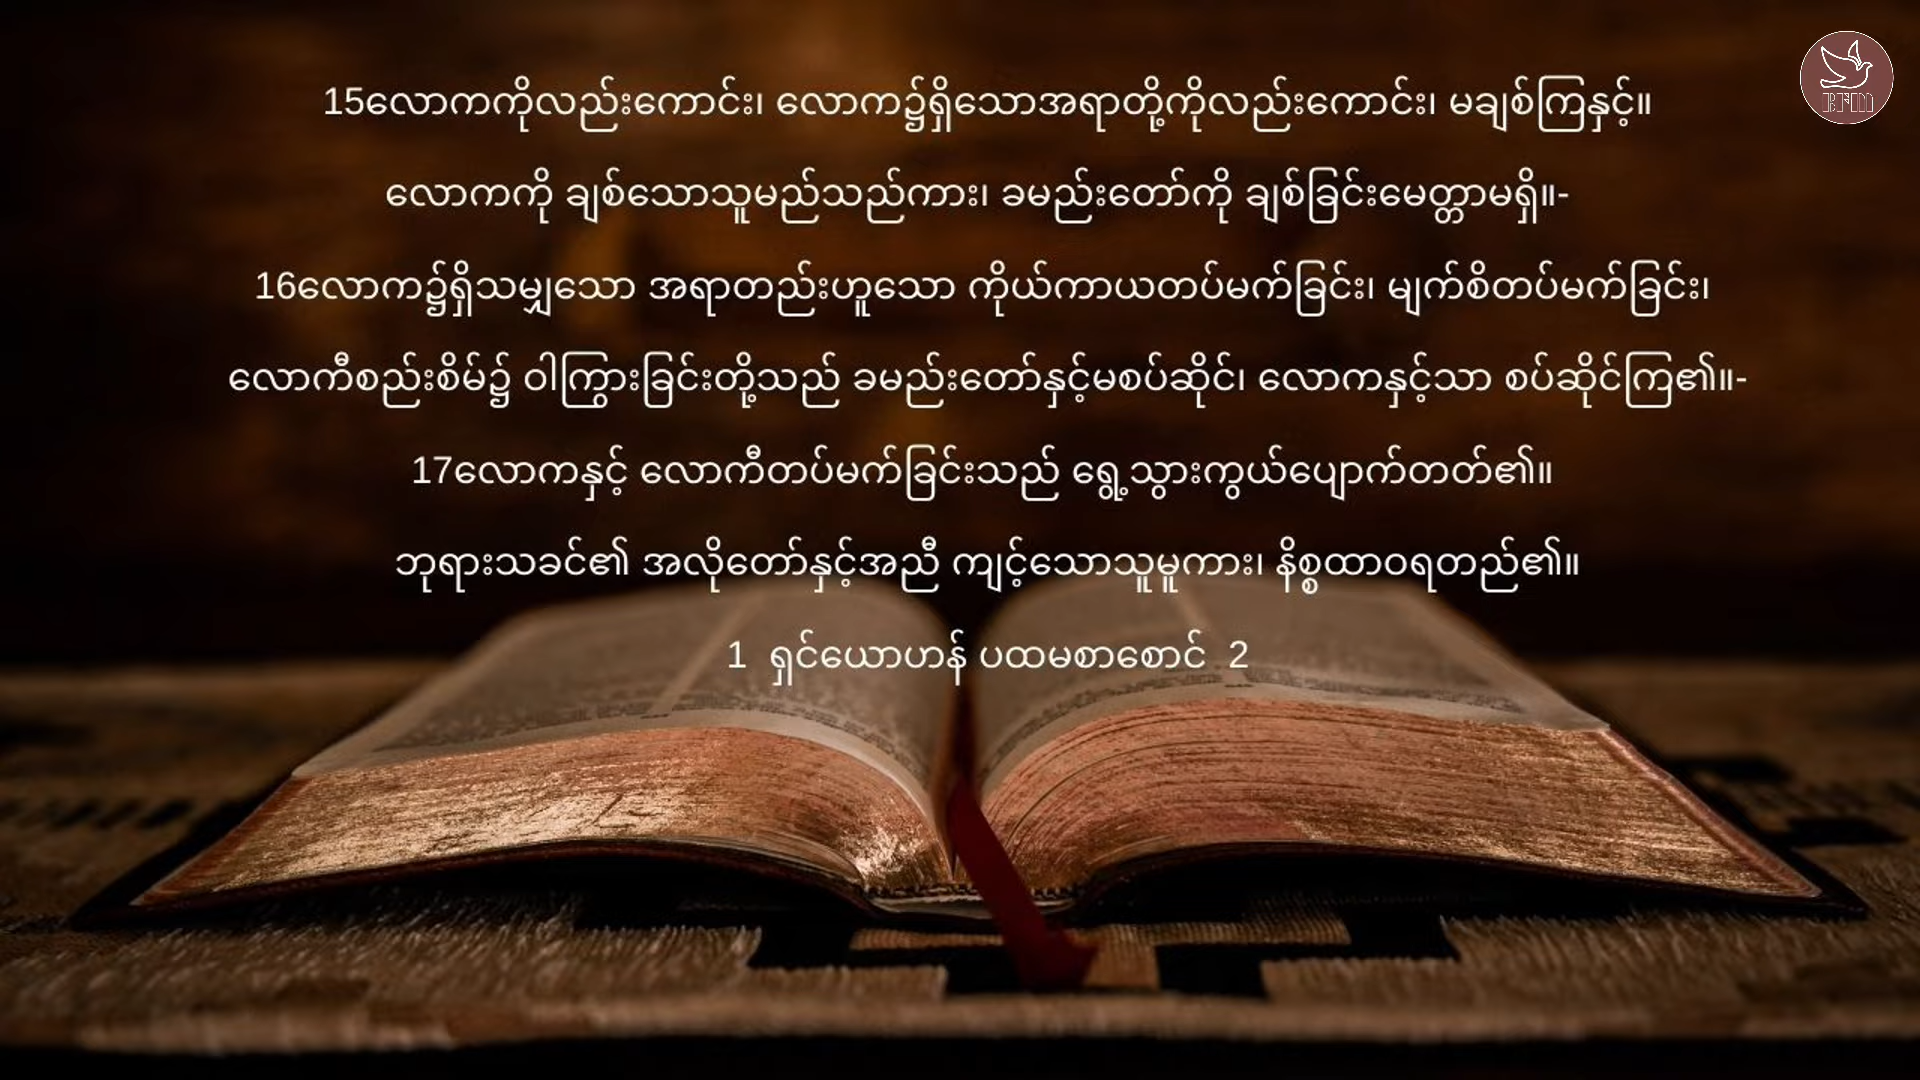 BFM
15လောကကိုလည်းကောင်း၊ လောက၌ရှိသောအရာတို့ကိုလည်းကောင်း၊ မချစ်ကြနှင့်။
လောကကို ချစ်သောသူမည်သည်ကား၊ ခမည်းတော်ကို ချစ်ခြင်းမေတ္တာမရှိ။-
16လောက၌ရှိသမျှသော အရာတည်းဟူသော ကိုယ်ကာယတပ်မက်ခြင်း၊ မျက်စိတပ်မက်ခြင်း၊
လောကီစည်းစိမ်၌ ဝါကြွားခြင်းတို့သည် ခမည်းတော်နှင့်မစပ်ဆိုင်၊ လောကနှင့်သာ စပ်ဆိုင်ကြ၏။-
17လောကနှင့် လောကီတပ်မက်ခြင်းသည် ရွေ့သွားကွယ်ပျောက်တတ်၏။
ဘုရားသခင်၏ အလိုတော်နှင့်အညီ ကျင့်သောသူမူကား၊ နိစ္စထာဝရတည်၏။
1 ရှင်ယောဟန် ပထမစာစောင် 2